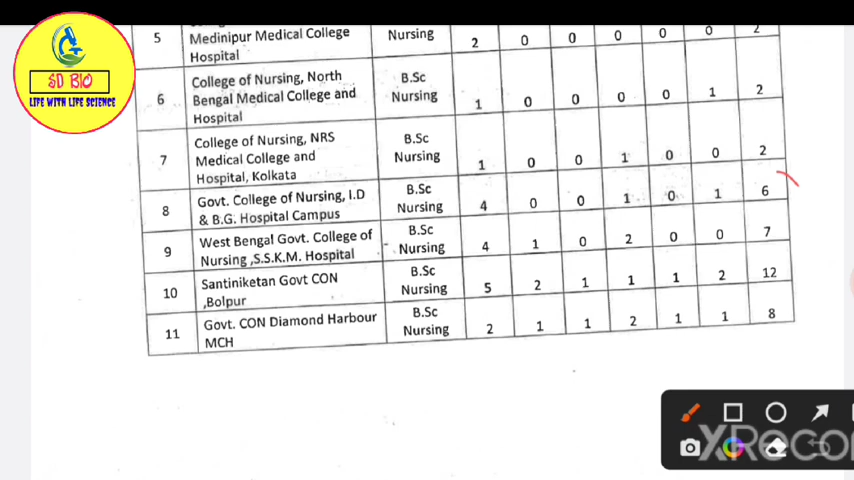 SD BIO
LIFE WITH LIFE SCIENCE
5 Medinipur Medical College Hospital Nursing 2 0 0 0 0 0 2
6 College of Nursing, North Bengal Medical College and Hospital B.Sc Nursing 1 0 0 0 0 1 2
7 College of Nursing, NRS Medical College and Hospital, Kolkata B.Sc Nursing 1 0 0 1 0 0 2
8 Govt. College of Nursing, I.D & B.G. Hospital Campus B.Sc Nursing 4 0 0 1 0 1 6
9 West Bengal Govt. College of Nursing ,S.S.K.M. Hospital B.Sc Nursing 4 1 0 2 0 0 7
10 Santiniketan Govt CON ,Bolpur B.Sc Nursing 5 2 1 1 1 2 12
11 Govt. CON Diamond Harbour MCH B.Sc Nursing 2 1 1 2 1 1 8
XRecor